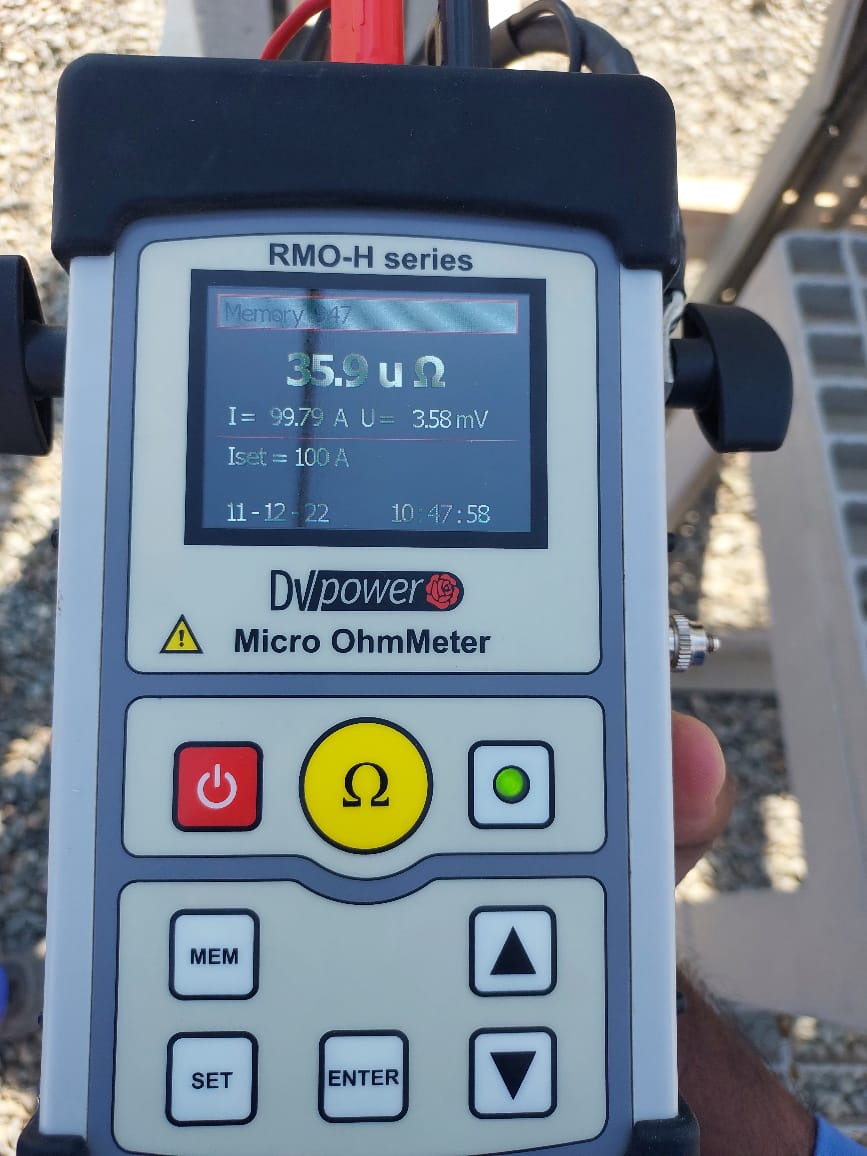 RMO-H series
Memory 947
35.9 u Ω
I = 99.79 A U = 3.58 mV
Iset = 100 A
11 - 12 - 22 10 : 47 : 58
DV power
Micro OhmMeter
Ω
MEM
SET
ENTER